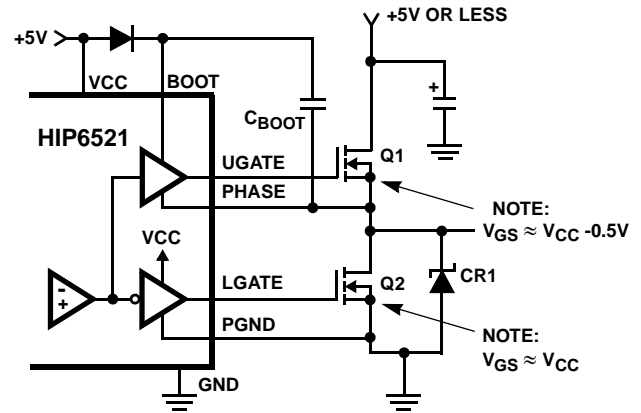 +5V
+5V OR LESS
VCC
BOOT
+
CBOOT
HIP6521
UGATE
Q1
PHASE
NOTE:
VGS ≈ VCC -0.5V
VCC
LGATE
Q2
CR1
-
+
PGND
NOTE:
VGS ≈ VCC
GND